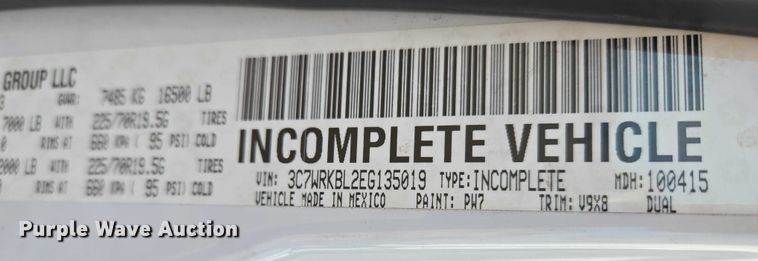 GROUP LLC
GVWR: 7485 KG 16500 LB
7000 LB WITH 225/70R19.5G TIRES
RIMS AT 660 KPA ( 95 PSI) COLD
2000 LB WITH 225/70R19.5G TIRES
RIMS AT 660 KPA ( 95 PSI) COLD
INCOMPLETE VEHICLE
VIN: 3C7WRKBL2EG135019 TYPE: INCOMPLETE MDH: 100415
VEHICLE MADE IN MEXICO PAINT: PW7 TRIM: V9X8 DUAL
Purple Wave Auction